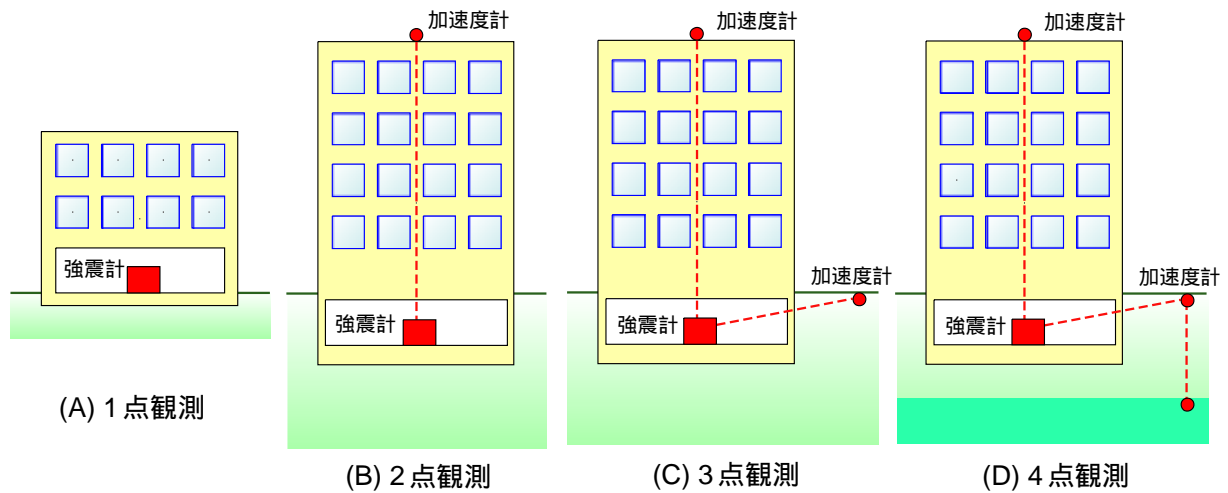 強震計
(A) 1点観測
加速度計
強震計
(B) 2点観測
加速度計
加速度計
強震計
(C) 3点観測
加速度計
加速度計
強震計
(D) 4点観測